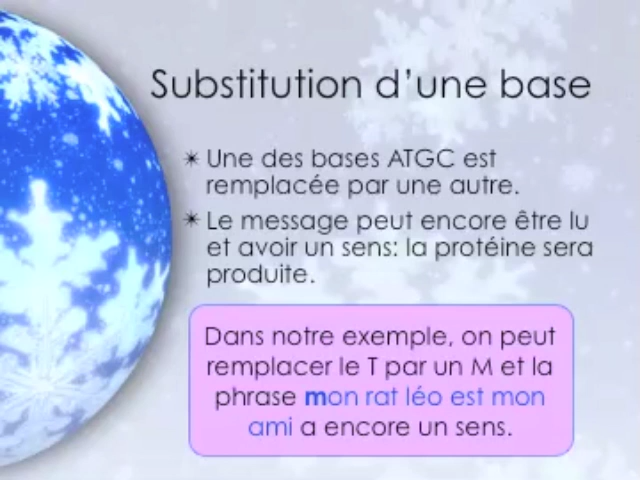 Substitution d'une base
✴ Une des bases ATGC est
remplacée par une autre.
✴ Le message peut encore être lu
et avoir un sens: la protéine sera
produite.
Dans notre exemple, on peut
remplacer le T par un M et la
phrase mon rat léo est mon
ami a encore un sens.